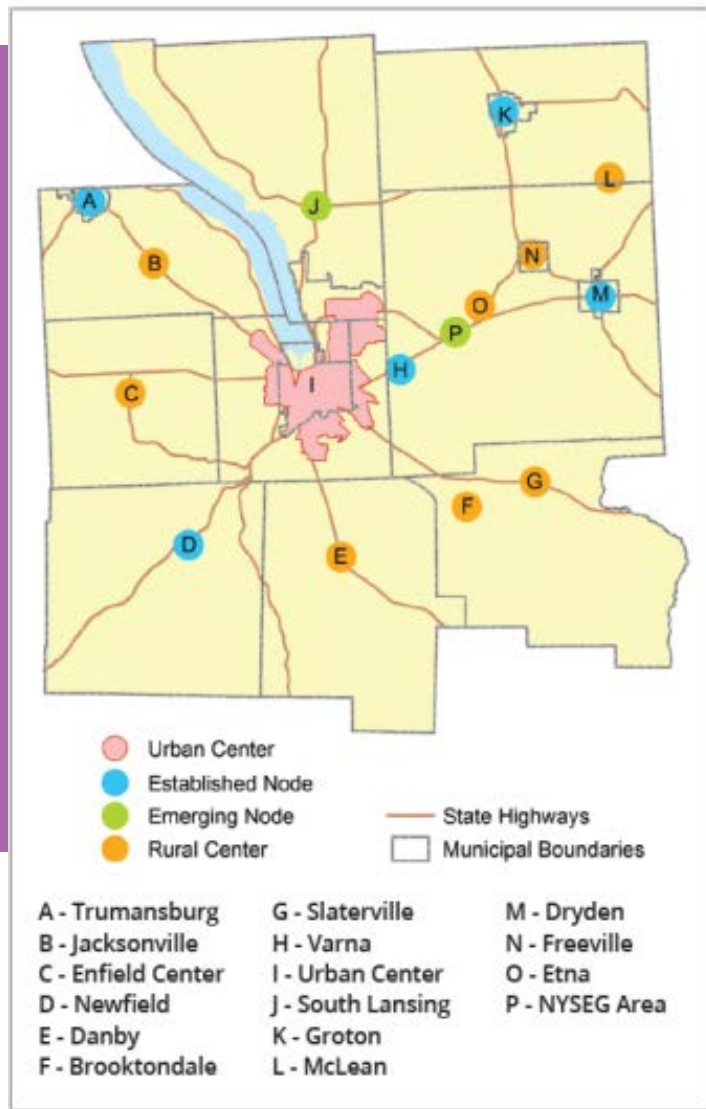 K
L
A
J
B
N
M
O
P
H
I
C
G
F
D
E
Urban Center
Established Node
Emerging Node
Rural Center
State Highways
Municipal Boundaries
A - Trumansburg
B - Jacksonville
C - Enfield Center
D - Newfield
E - Danby
F - Brooktondale
G - Slaterville
H - Varna
I - Urban Center
J - South Lansing
K - Groton
L - McLean
M - Dryden
N - Freeville
O - Etna
P - NYSEG Area